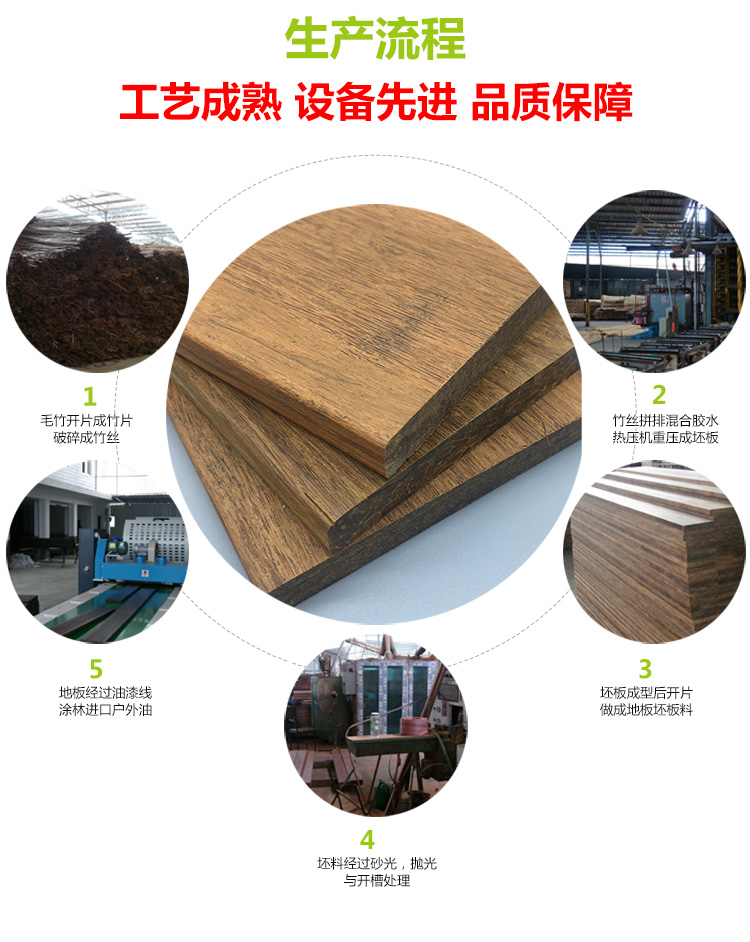 生产流程
工艺成熟 设备先进 品质保障
1
毛竹开片成竹片
破碎成竹丝
2
竹丝拼排混合胶水
热压机重压成坯板
3
坯板成型后开片
做成地板坯板料
4
坯料经过砂光，抛光
与开槽处理
5
地板经过油漆线
涂林进口户外油